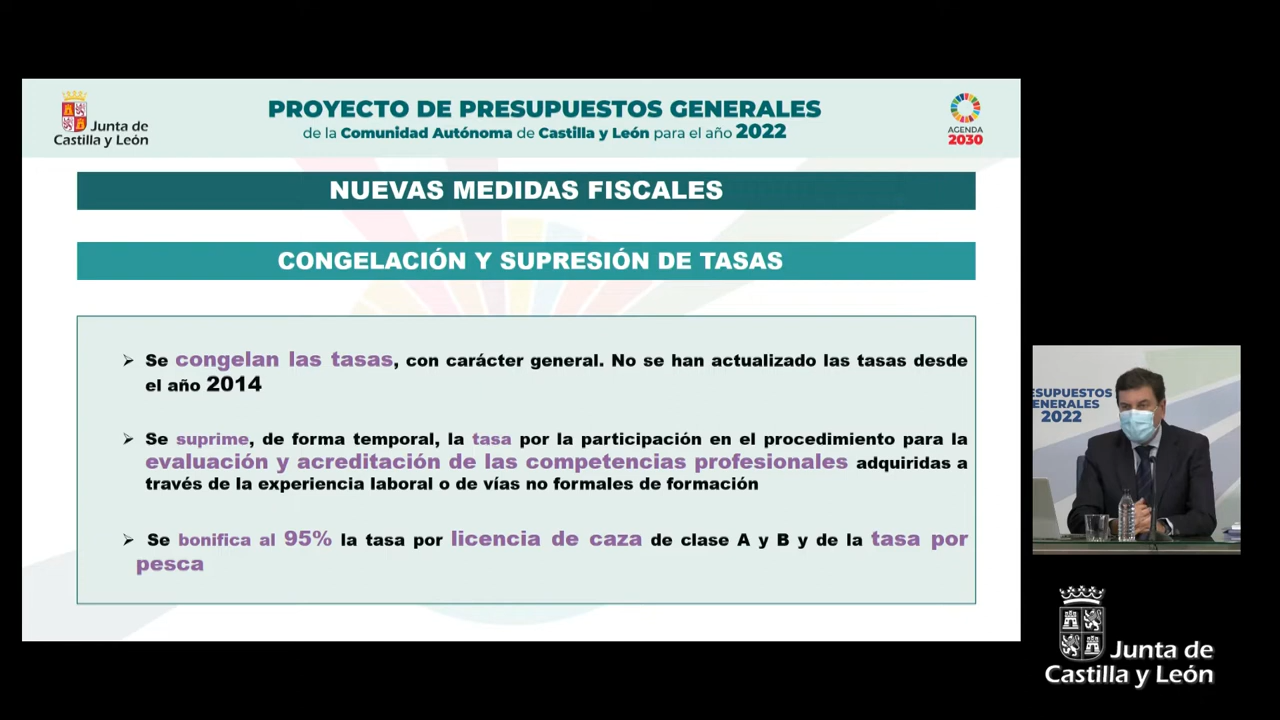 Junta de
Castilla y León
PROYECTO DE PRESUPUESTOS GENERALES
de la Comunidad Autónoma de Castilla y León para el año 2022
AGENDA
2030
NUEVAS MEDIDAS FISCALES
CONGELACIÓN Y SUPRESIÓN DE TASAS
➢ Se congelan las tasas, con carácter general. No se han actualizado las tasas desde
el año 2014
➢ Se suprime, de forma temporal, la tasa por la participación en el procedimiento para la
evaluación y acreditación de las competencias profesionales adquiridas a
través de la experiencia laboral o de vías no formales de formación
➢ Se bonifica al 95% la tasa por licencia de caza de clase A y B y de la tasa por
pesca
ESUPUESTOS
ENERALES
2022
Junta de
Castilla y León